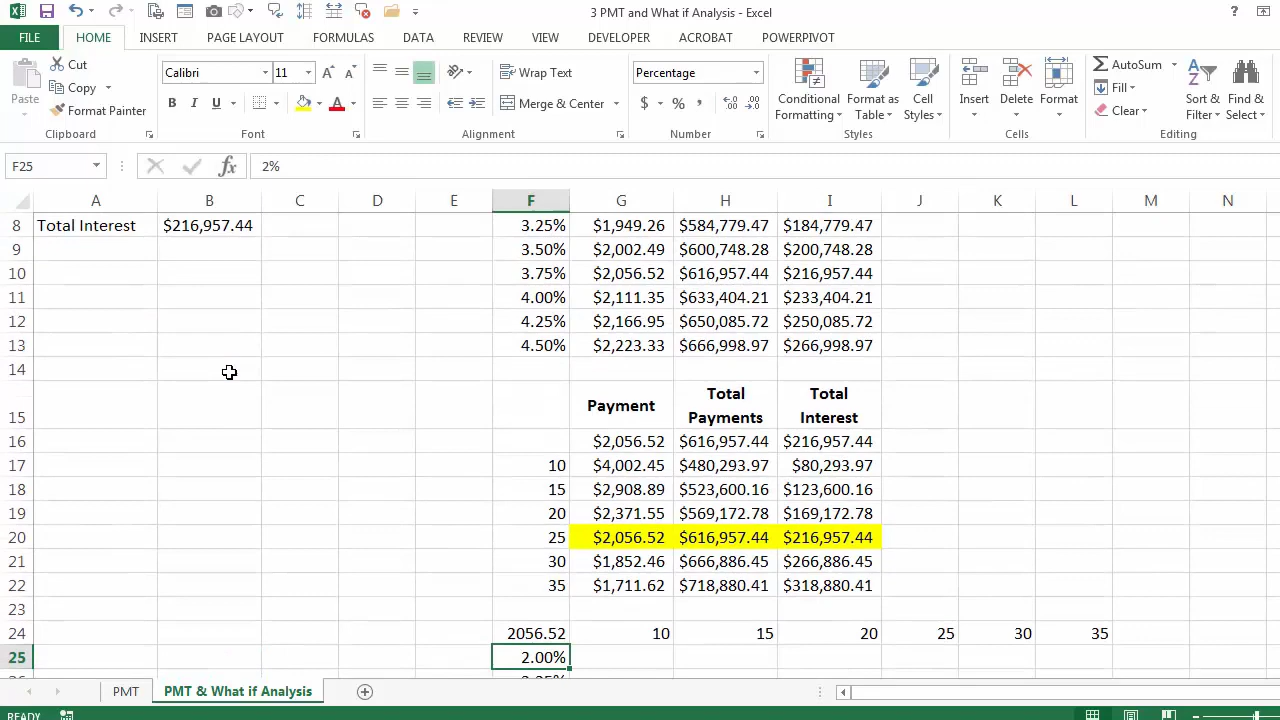 3 PMT and What if Analysis - Excel
FILE HOME INSERT PAGE LAYOUT FORMULAS DATA REVIEW VIEW DEVELOPER ACROBAT POWERPIVOT
Paste
Cut
Copy
Format Painter
Clipboard
Calibri 11
B I U
Font
Wrap Text
Merge & Center
Alignment
Percentage
$ % ,
Number
Conditional Formatting
Format as Table
Cell Styles
Styles
Insert Delete Format
Cells
AutoSum
Fill
Clear
Sort & Filter
Find & Select
Editing
F25 fx 2%
A B C D E F G H I J K L M N
8 Total Interest $216,957.44 3.25% $1,949.26 $584,779.47 $184,779.47
9 3.50% $2,002.49 $600,748.28 $200,748.28
10 3.75% $2,056.52 $616,957.44 $216,957.44
11 4.00% $2,111.35 $633,404.21 $233,404.21
12 4.25% $2,166.95 $650,085.72 $250,085.72
13 4.50% $2,223.33 $666,998.97 $266,998.97
14
15 Payment Total Payments Total Interest
16 $2,056.52 $616,957.44 $216,957.44
17 10 $4,002.45 $480,293.97 $80,293.97
18 15 $2,908.89 $523,600.16 $123,600.16
19 20 $2,371.55 $569,172.78 $169,172.78
20 25 $2,056.52 $616,957.44 $216,957.44
21 30 $1,852.46 $666,886.45 $266,886.45
22 35 $1,711.62 $718,880.41 $318,880.41
23
24 2056.52 10 15 20 25 30 35
25 2.00%
PMT PMT & What if Analysis
READY